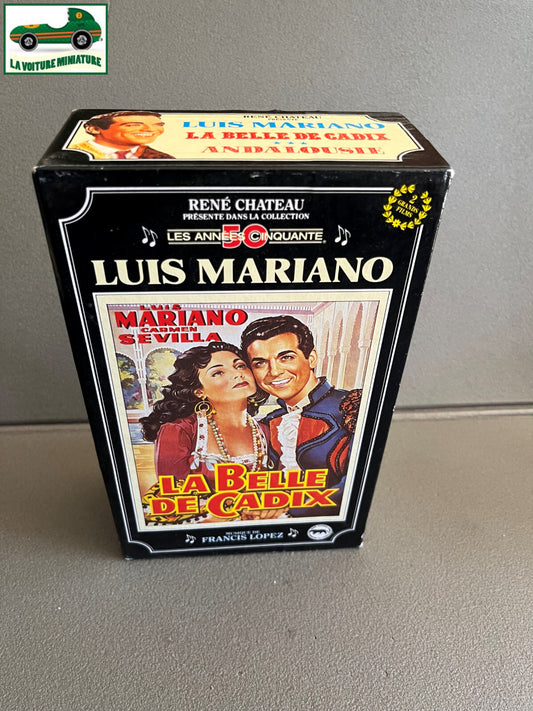 LA VOITURE MINIATURE
RENÉ CHATEAU
PRÉSENTE
LUIS MARIANO
LA BELLE DE CADIX
ANDALOUSIE
RENÉ CHATEAU
PRÉSENTE DANS LA COLLECTION
LES ANNÉES CINQUANTE
50
LUIS MARIANO
2
GRANDS
FILMS
LUIS
MARIANO
CARMEN
SEVILLA
LA BELLE
DE CADIX
MUSIQUE DE
FRANCIS LOPEZ